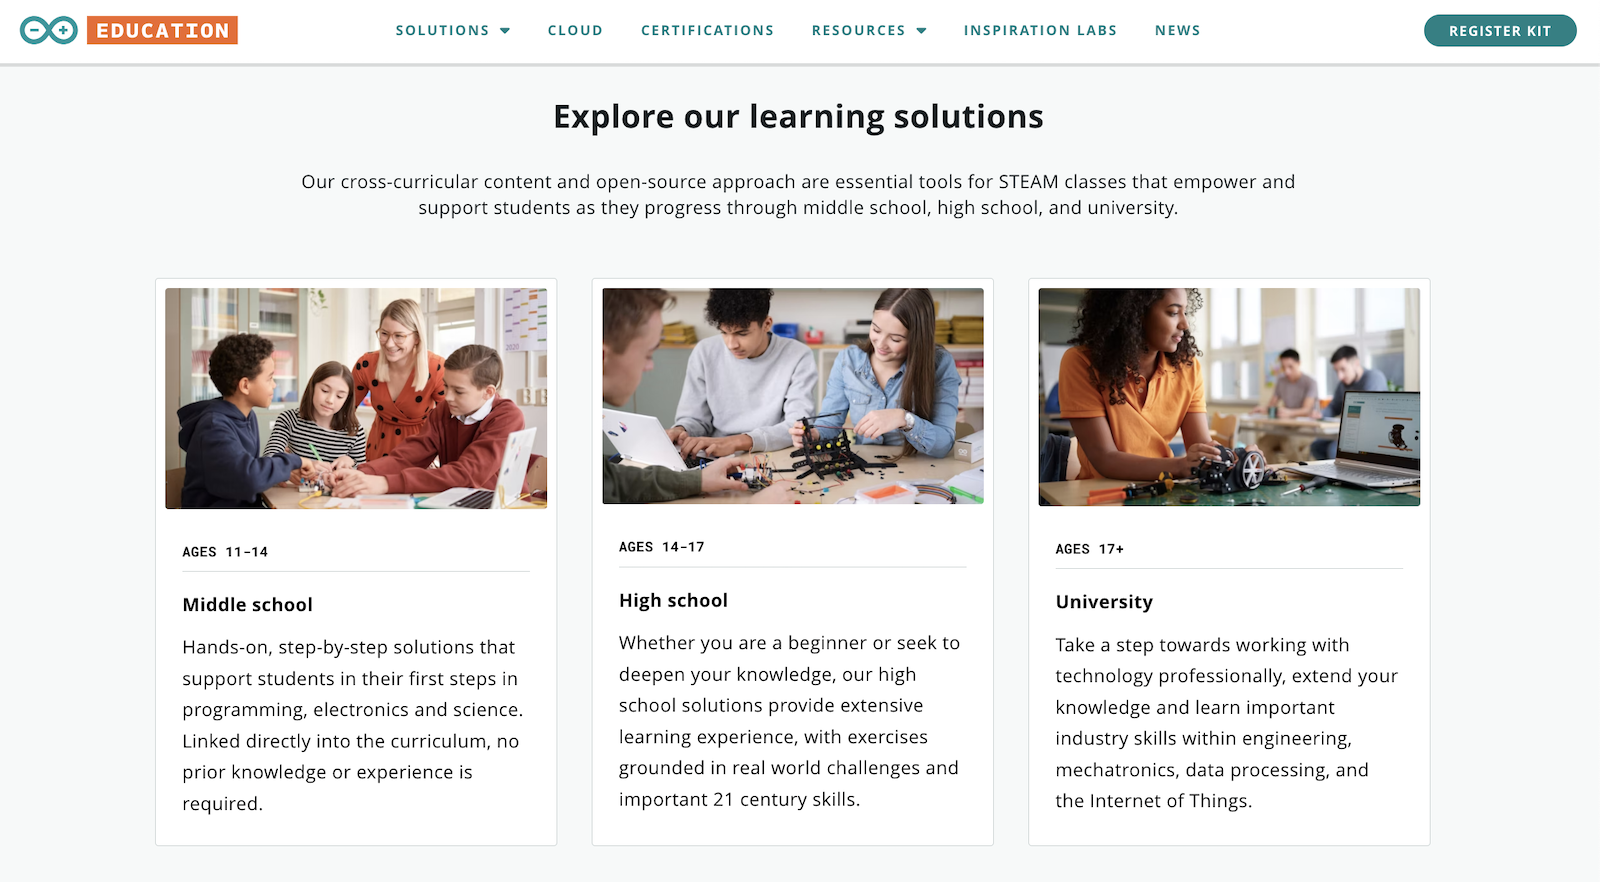 EDUCATION
SOLUTIONS
CLOUD
CERTIFICATIONS
RESOURCES
INSPIRATION LABS
NEWS
REGISTER KIT
Explore our learning solutions
Our cross-curricular content and open-source approach are essential tools for STEAM classes that empower and
support students as they progress through middle school, high school, and university.
AGES 11-14
Middle school
Hands-on, step-by-step solutions that
support students in their first steps in
programming, electronics and science.
Linked directly into the curriculum, no
prior knowledge or experience is
required.
AGES 14-17
High school
Whether you are a beginner or seek to
deepen your knowledge, our high
school solutions provide extensive
learning experience, with exercises
grounded in real world challenges and
important 21 century skills.
AGES 17+
University
Take a step towards working with
technology professionally, extend your
knowledge and learn important
industry skills within engineering,
mechatronics, data processing, and
the Internet of Things.